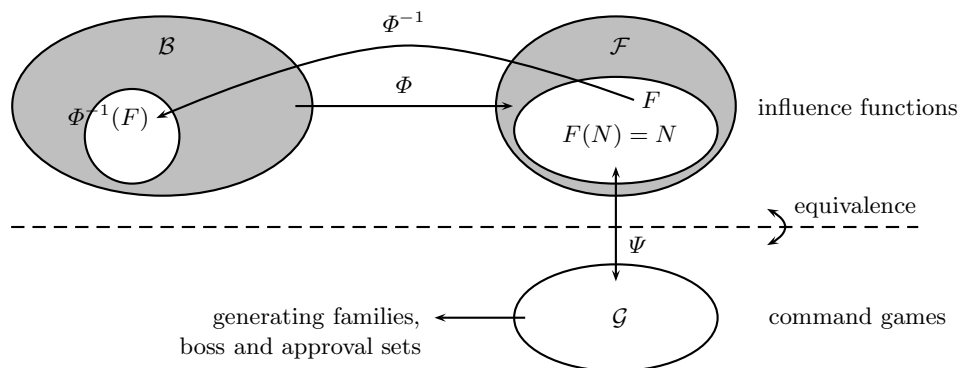 Φ⁻¹
ℬ
ℱ
Φ
Φ⁻¹(F)
F
influence functions
F(N) = N
equivalence
Ψ
generating families,
boss and approval sets
𝒢
command games